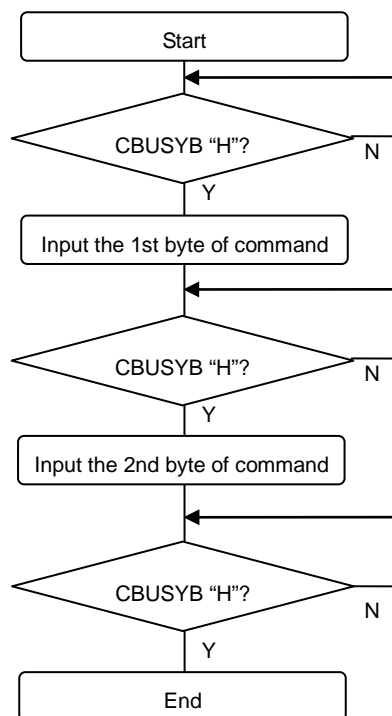 Start
CBUSYB “H”?
N
Y
Input the 1st byte of command
CBUSYB “H”?
N
Y
Input the 2nd byte of command
CBUSYB “H”?
N
Y
End